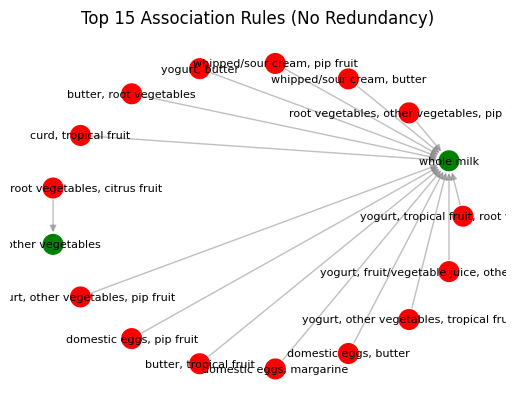 Top 15 Association Rules (No Redundancy)
whipped/sour cream, pip fruit
yogurt, butter
whipped/sour cream, butter
butter, root vegetables
root vegetables, other vegetables, pip
curd, tropical fruit
whole milk
root vegetables, citrus fruit
yogurt, tropical fruit, root
other vegetables
yogurt, fruit/vegetable juice, othe
urt, other vegetables, pip fruit
yogurt, other vegetables, tropical fru
domestic eggs, pip fruit
domestic eggs, butter
butter, tropical fruit
domestic eggs, margarine